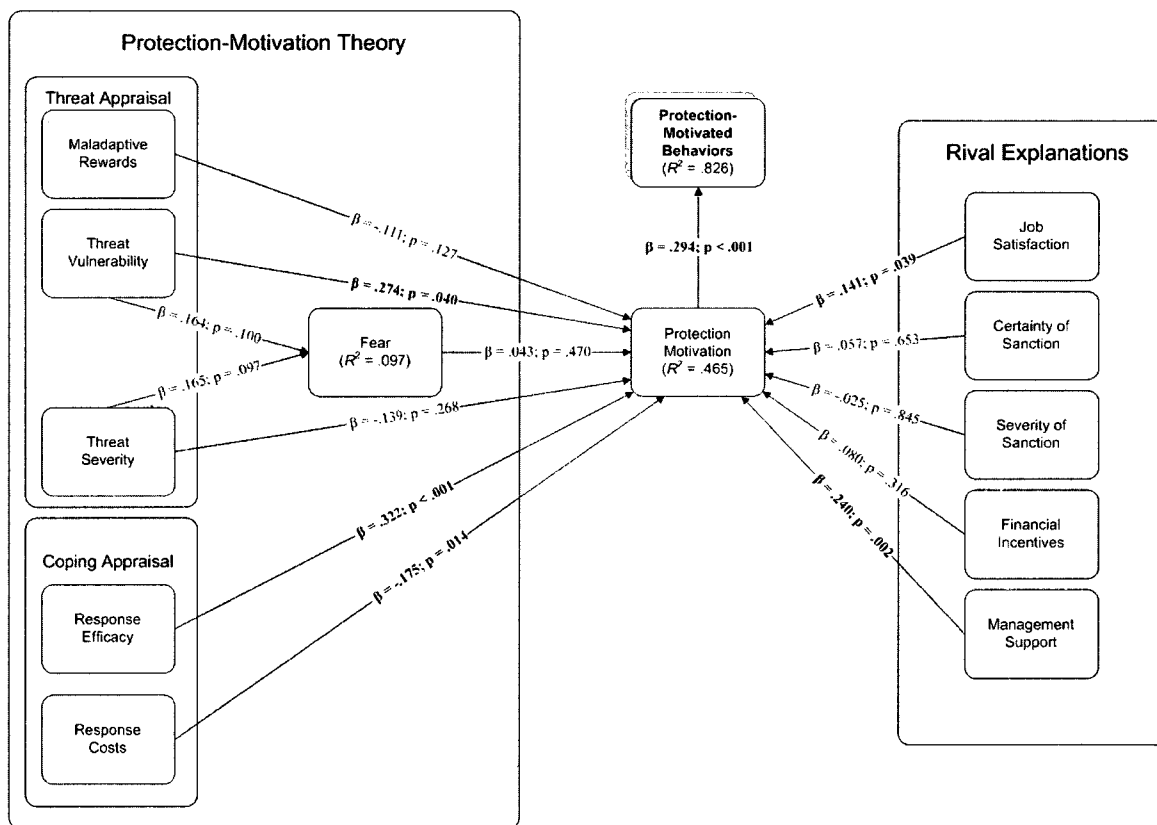 Protection-Motivation Theory
Threat Appraisal
Maladaptive
Rewards
Threat
Vulnerability
Fear
(R² = .097)
Threat
Severity
Coping Appraisal
Response
Efficacy
Response
Costs
β = -.111; p = .127
β = .274; p = .040
β = .164; p = .100
β = .165; p = .097
β = .043; p = .470
β = -.139; p = .268
β = .322; p < .001
β = -.175; p = .014
Protection-
Motivated
Behaviors
(R² = .826)
β = .294; p < .001
Protection
Motivation
(R² = .465)
β = .141; p = .039
β = .057; p = .653
β = -.025; p = .845
β = .080; p = .316
β = .240; p = .002
Rival Explanations
Job
Satisfaction
Certainty of
Sanction
Severity of
Sanction
Financial
Incentives
Management
Support